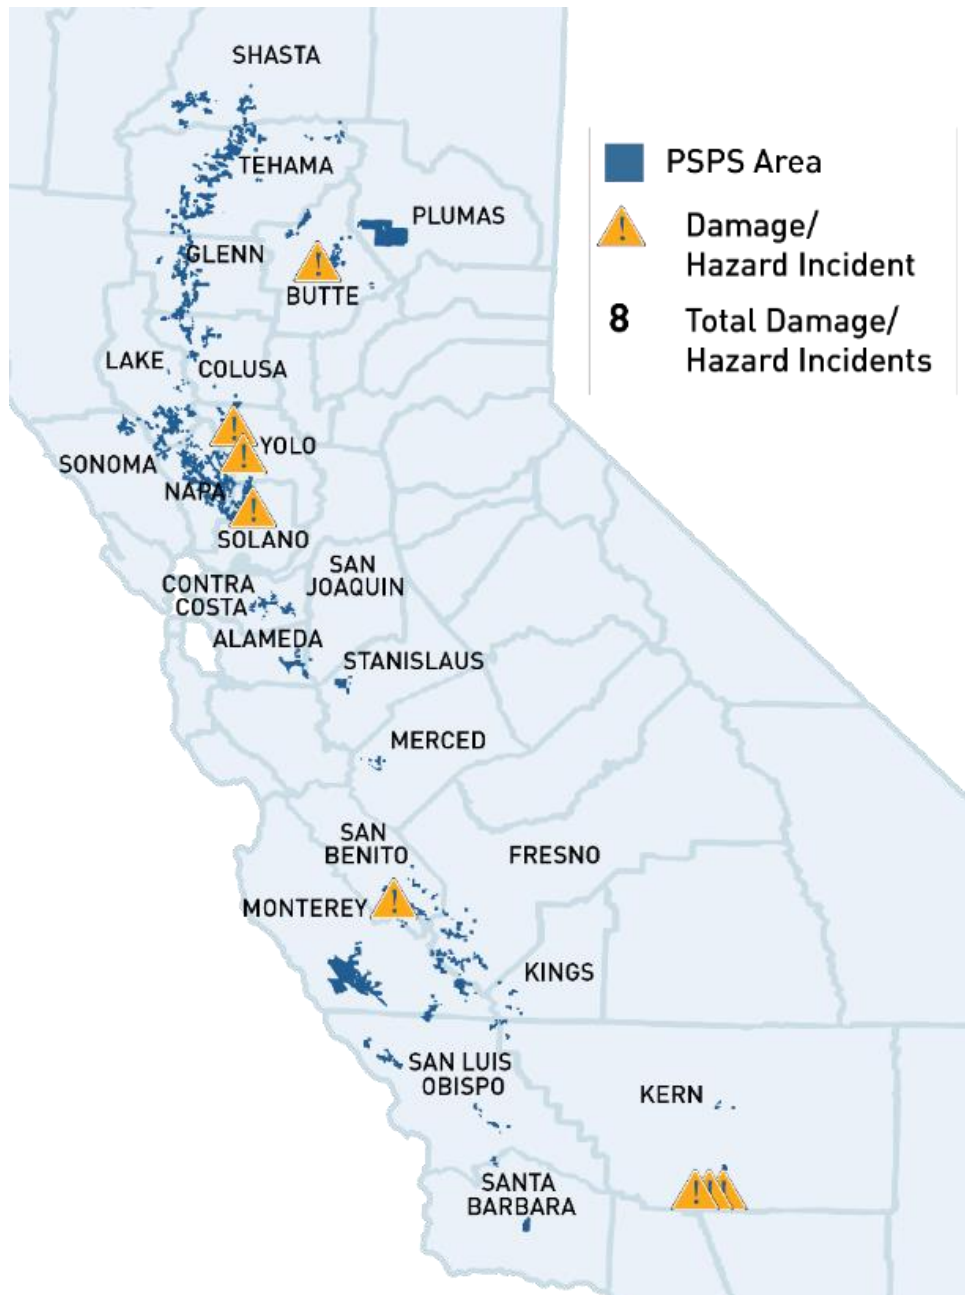 SHASTA
TEHAMA
PLUMAS
GLENN
BUTTE
LAKE
COLUSA
YOLO
SONOMA
NAPA
SOLANO
SAN
JOAQUIN
CONTRA
COSTA
ALAMEDA
STANISLAUS
MERCED
SAN
BENITO
FRESNO
MONTEREY
KINGS
SAN LUIS
OBISPO
KERN
SANTA
BARBARA
PSPS Area
! Damage/
Hazard Incident
8 Total Damage/
Hazard Incidents